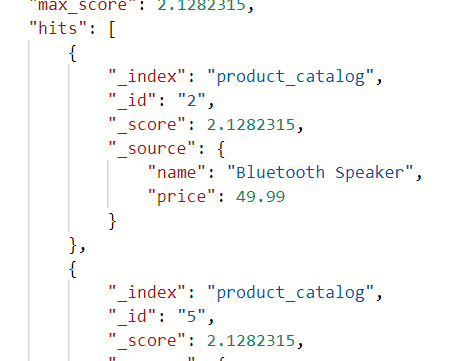 "max_score": 2.1282315,
"hits": [
{
"_index": "product_catalog",
"_id": "2",
"_score": 2.1282315,
"_source": {
"name": "Bluetooth Speaker",
"price": 49.99
}
},
{
"_index": "product_catalog",
"_id": "5",
"_score": 2.1282315,